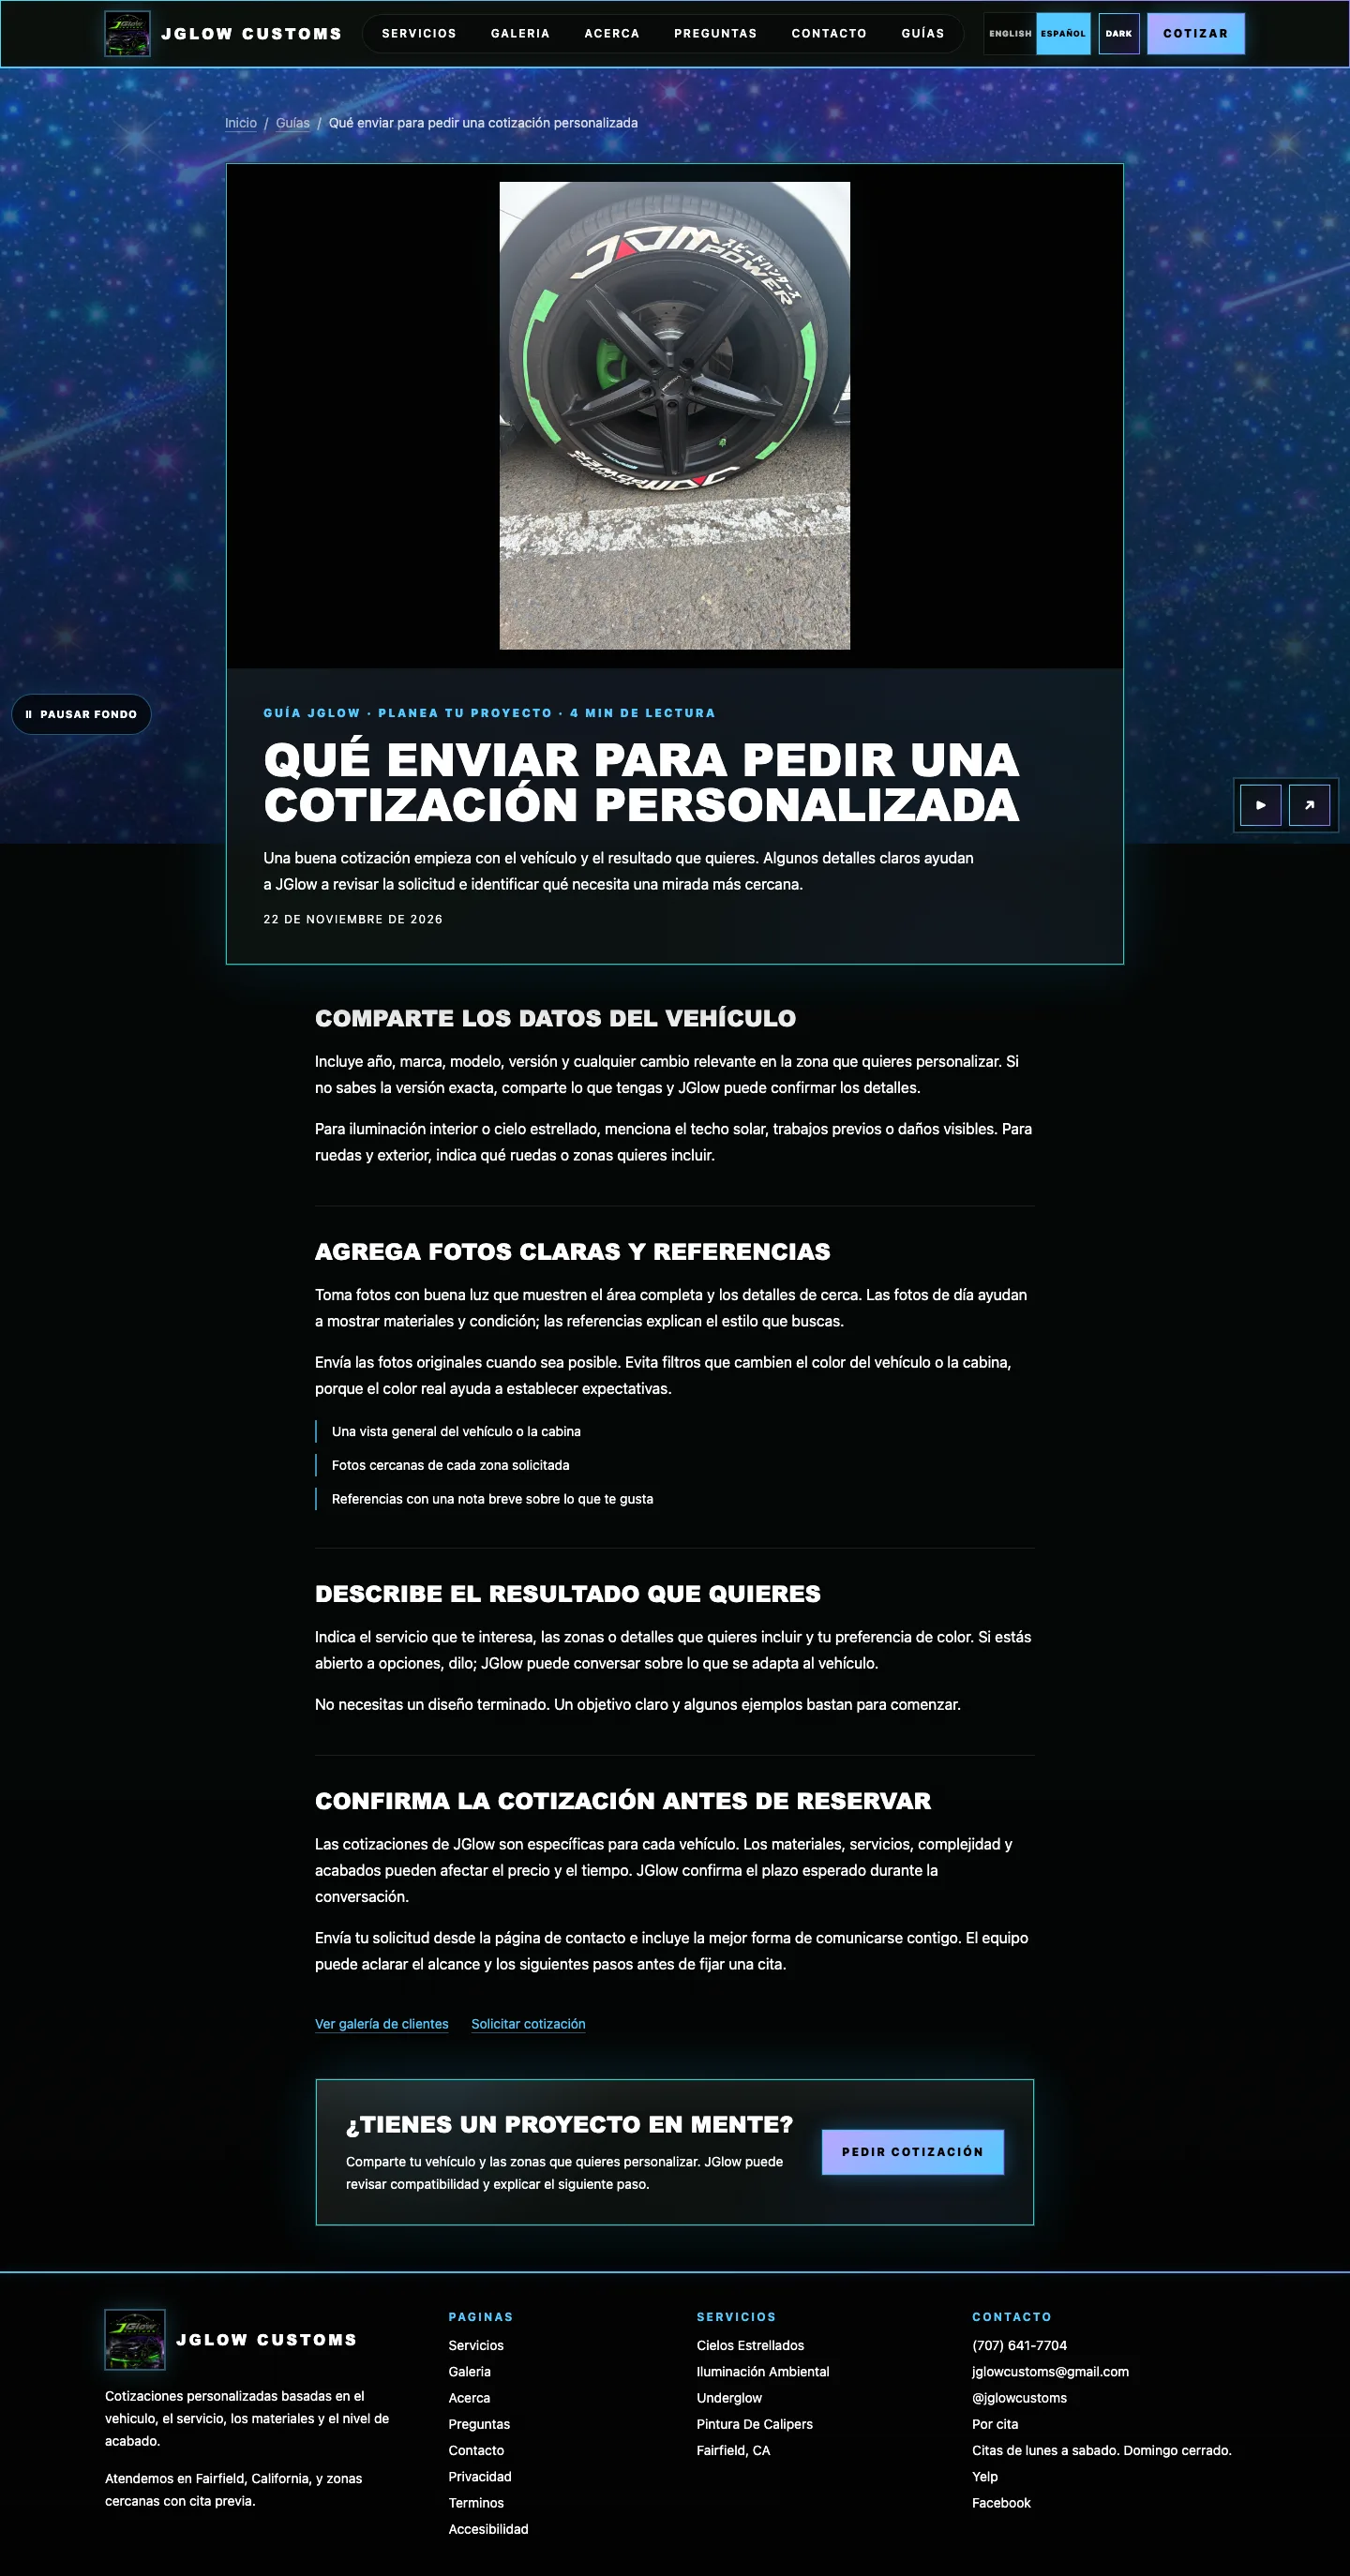 JGlow
JGLOW CUSTOMS
SERVICIOS
GALERIA
ACERCA
PREGUNTAS
CONTACTO
GUÍAS
ENGLISH
ESPAÑOL
DARK
COTIZAR
Inicio / Guías / Qué enviar para pedir una cotización personalizada
JDM
スピードハンターズ
POWER
JDM
POWER
PAUSAR FONDO
GUÍA JGLOW · PLANEA TU PROYECTO · 4 MIN DE LECTURA
QUÉ ENVIAR PARA PEDIR UNA
COTIZACIÓN PERSONALIZADA
Una buena cotización empieza con el vehículo y el resultado que quieres. Algunos detalles claros ayudan
a JGlow a revisar la solicitud e identificar qué necesita una mirada más cercana.
22 DE NOVIEMBRE DE 2026
COMPARTE LOS DATOS DEL VEHÍCULO
Incluye año, marca, modelo, versión y cualquier cambio relevante en la zona que quieres personalizar. Si
no sabes la versión exacta, comparte lo que tengas y JGlow puede confirmar los detalles.
Para iluminación interior o cielo estrellado, menciona el techo solar, trabajos previos o daños visibles. Para
ruedas y exterior, indica qué ruedas o zonas quieres incluir.
AGREGA FOTOS CLARAS Y REFERENCIAS
Toma fotos con buena luz que muestren el área completa y los detalles de cerca. Las fotos de día ayudan
a mostrar materiales y condición; las referencias explican el estilo que buscas.
Envía las fotos originales cuando sea posible. Evita filtros que cambien el color del vehículo o la cabina,
porque el color real ayuda a establecer expectativas.
Una vista general del vehículo o la cabina
Fotos cercanas de cada zona solicitada
Referencias con una nota breve sobre lo que te gusta
DESCRIBE EL RESULTADO QUE QUIERES
Indica el servicio que te interesa, las zonas o detalles que quieres incluir y tu preferencia de color. Si estás
abierto a opciones, dilo; JGlow puede conversar sobre lo que se adapta al vehículo.
No necesitas un diseño terminado. Un objetivo claro y algunos ejemplos bastan para comenzar.
CONFIRMA LA COTIZACIÓN ANTES DE RESERVAR
Las cotizaciones de JGlow son específicas para cada vehículo. Los materiales, servicios, complejidad y
acabados pueden afectar el precio y el tiempo. JGlow confirma el plazo esperado durante la
conversación.
Envía tu solicitud desde la página de contacto e incluye la mejor forma de comunicarse contigo. El equipo
puede aclarar el alcance y los siguientes pasos antes de fijar una cita.
Ver galería de clientes
Solicitar cotización
¿TIENES UN PROYECTO EN MENTE?
Comparte tu vehículo y las zonas que quieres personalizar. JGlow puede
revisar compatibilidad y explicar el siguiente paso.
PEDIR COTIZACIÓN
JGlow
JGLOW CUSTOMS
Cotizaciones personalizadas basadas en el
vehiculo, el servicio, los materiales y el nivel de
acabado.
Atendemos en Fairfield, California, y zonas
cercanas con cita previa.
PAGINAS
Servicios
Galeria
Acerca
Preguntas
Contacto
Privacidad
Terminos
Accesibilidad
SERVICIOS
Cielos Estrellados
Iluminación Ambiental
Underglow
Pintura De Calipers
Fairfield, CA
CONTACTO
(707) 641-7704
jglowcustoms@gmail.com
@jglowcustoms
Por cita
Citas de lunes a sabado. Domingo cerrado.
Yelp
Facebook